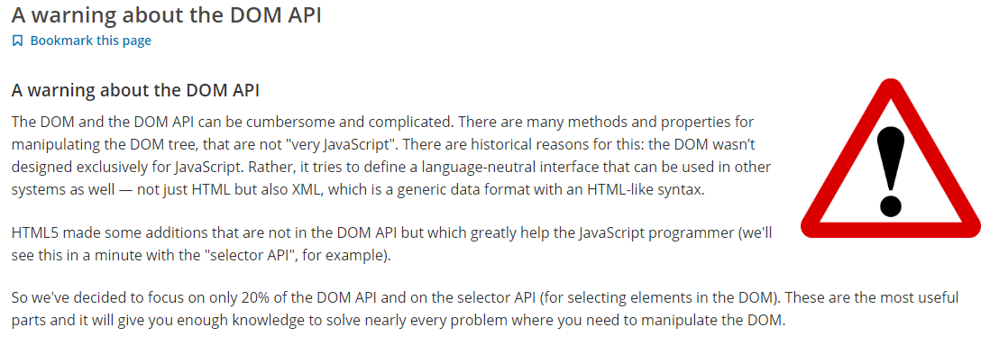 A warning about the DOM API
Bookmark this page
A warning about the DOM API
The DOM and the DOM API can be cumbersome and complicated. There are many methods and properties for
manipulating the DOM tree, that are not "very JavaScript". There are historical reasons for this: the DOM wasn’t
designed exclusively for JavaScript. Rather, it tries to define a language-neutral interface that can be used in other
systems as well — not just HTML but also XML, which is a generic data format with an HTML-like syntax.
HTML5 made some additions that are not in the DOM API but which greatly help the JavaScript programmer (we'll
see this in a minute with the "selector API", for example).
So we've decided to focus on only 20% of the DOM API and on the selector API (for selecting elements in the DOM). These are the most useful
parts and it will give you enough knowledge to solve nearly every problem where you need to manipulate the DOM.